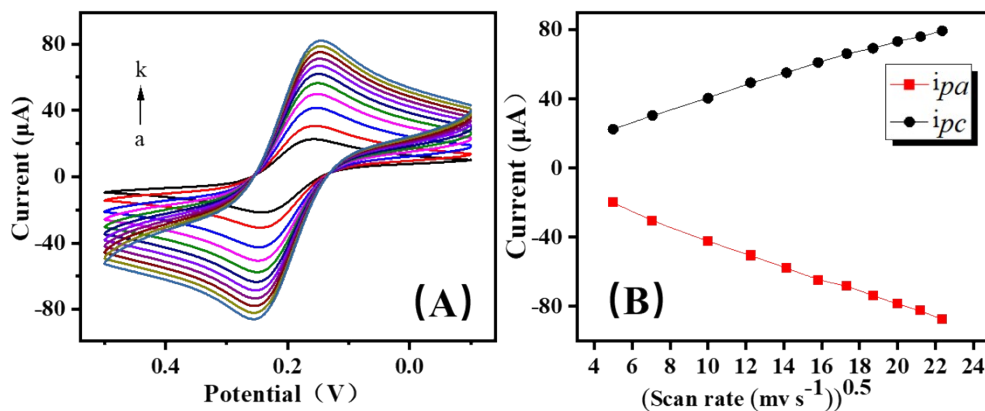 80
40
0
-40
-80
Current (μA)
k
a
(A)
0.4
0.2
0.0
Potential (V)
80
40
0
-40
-80
Current (μA)
ipa
ipc
(B)
4 6 8 10 12 14 16 18 20 22 24
(Scan rate (mv s⁻¹))⁰·⁵